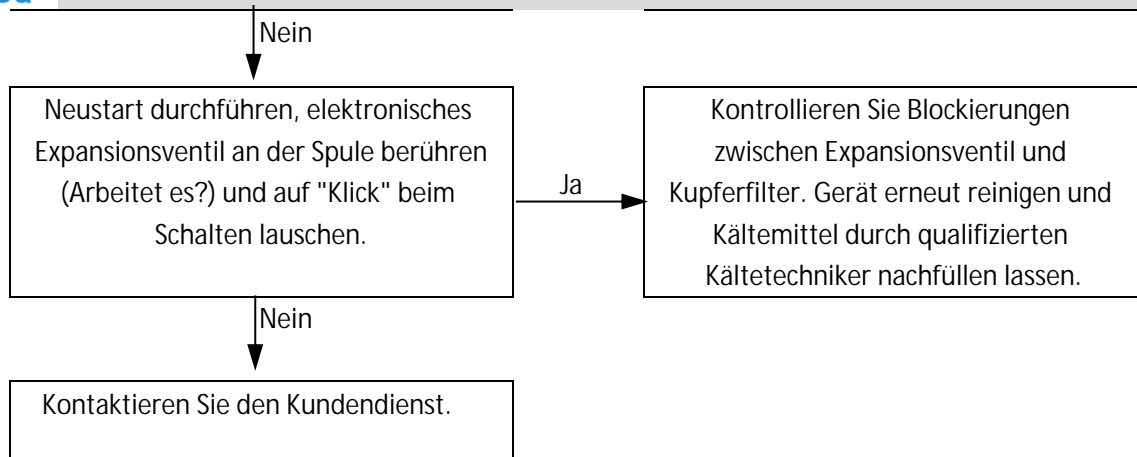 Nein
Neustart durchführen, elektronisches
Expansionsventil an der Spule berühren
(Arbeitet es?) und auf "Klick" beim
Schalten lauschen.
Ja
Kontrollieren Sie Blockierungen
zwischen Expansionsventil und
Kupferfilter. Gerät erneut reinigen und
Kältemittel durch qualifizierten
Kältetechniker nachfüllen lassen.
Nein
Kontaktieren Sie den Kundendienst.